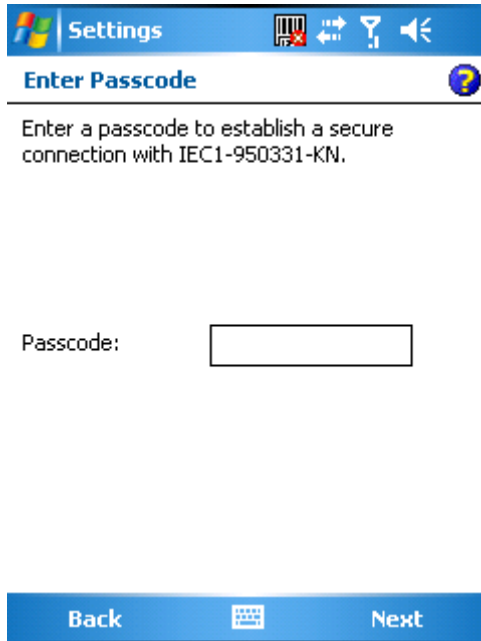 Settings
Enter Passcode
Enter a passcode to establish a secure
connection with IEC1-950331-KN.
Passcode:
Back
Next